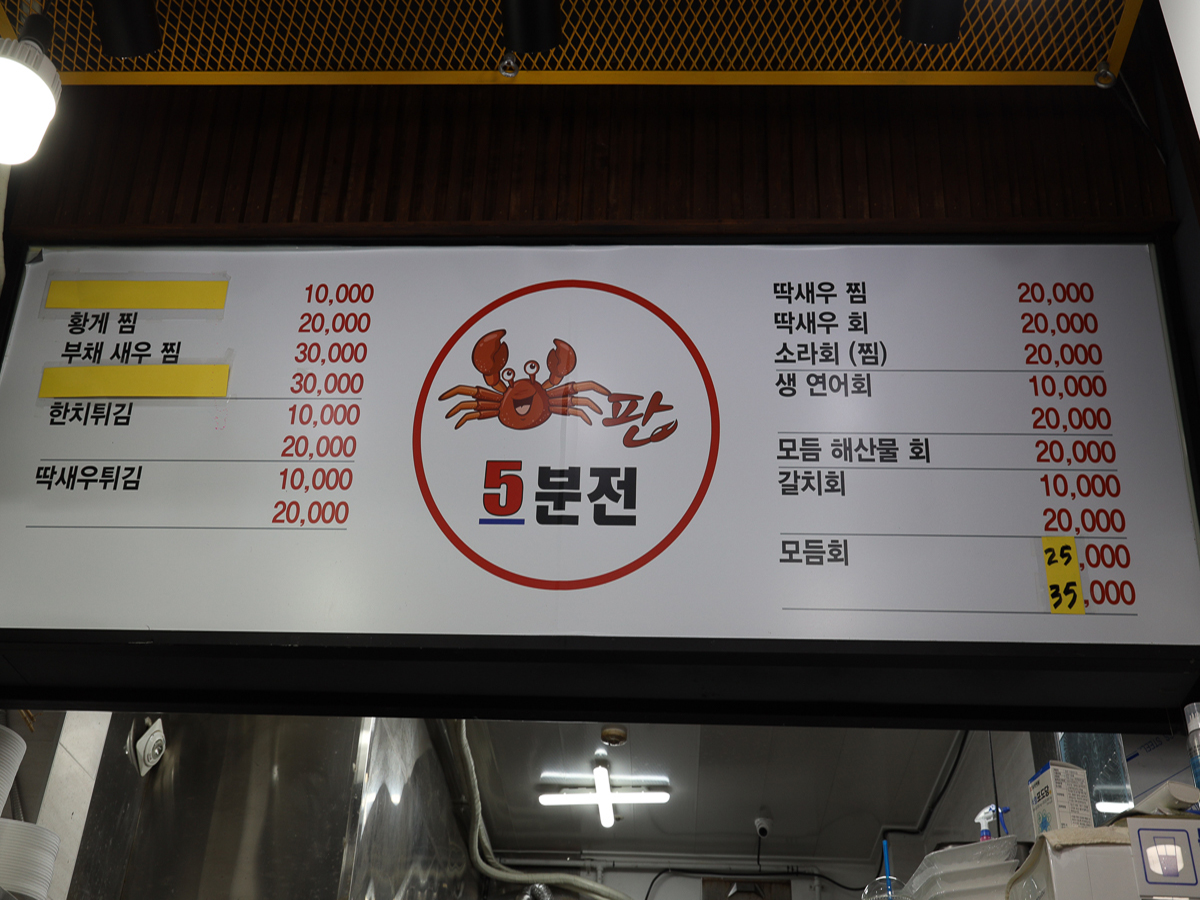 10,000
황게 찜 20,000
부채 새우 찜 30,000
30,000
한치튀김 10,000
20,000
딱새우튀김 10,000
20,000
판
5분전
딱새우 찜 20,000
딱새우 회 20,000
소라회 (찜) 20,000
생 연어회 10,000
20,000
모듬 해산물 회 20,000
갈치회 10,000
20,000
모듬회 25,000
35,000